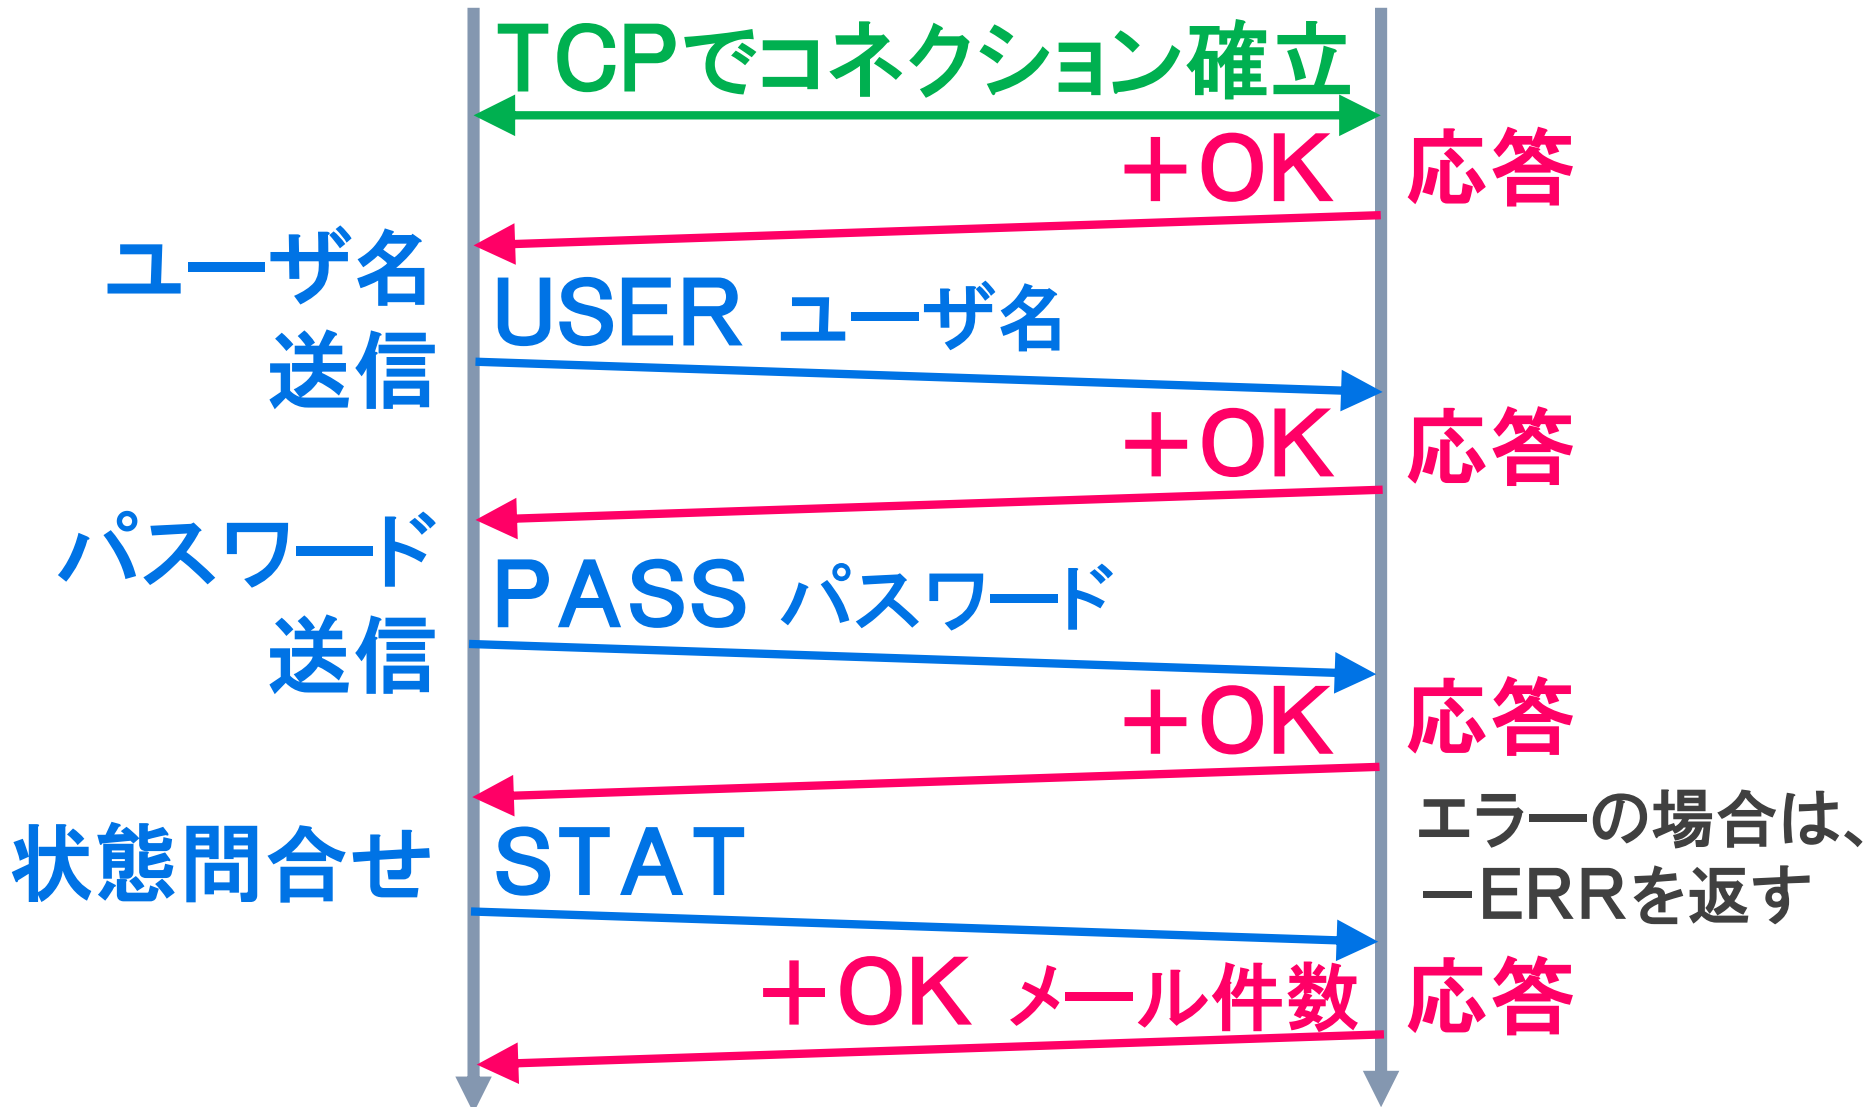 TCPでコネクション確立
+OK 応答
ユーザ名
送信
USER ユーザ名
+OK 応答
パスワード
送信
PASS パスワード
+OK 応答
状態問合せ
STAT
エラーの場合は、
−ERRを返す
+OK メール件数 応答